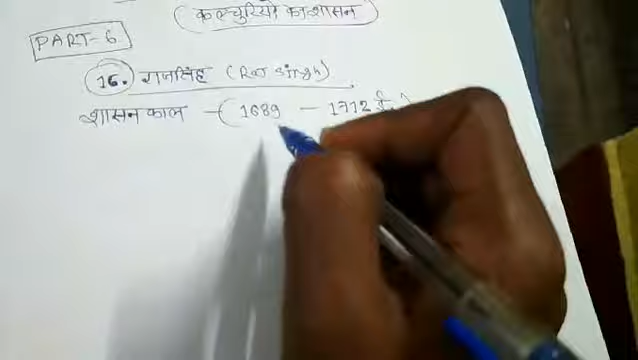 (कल्चुरियो का शासन)
PART-6
16. राजसिंह (Raj singh)
शासन काल - (1689 - 1712 ई.)